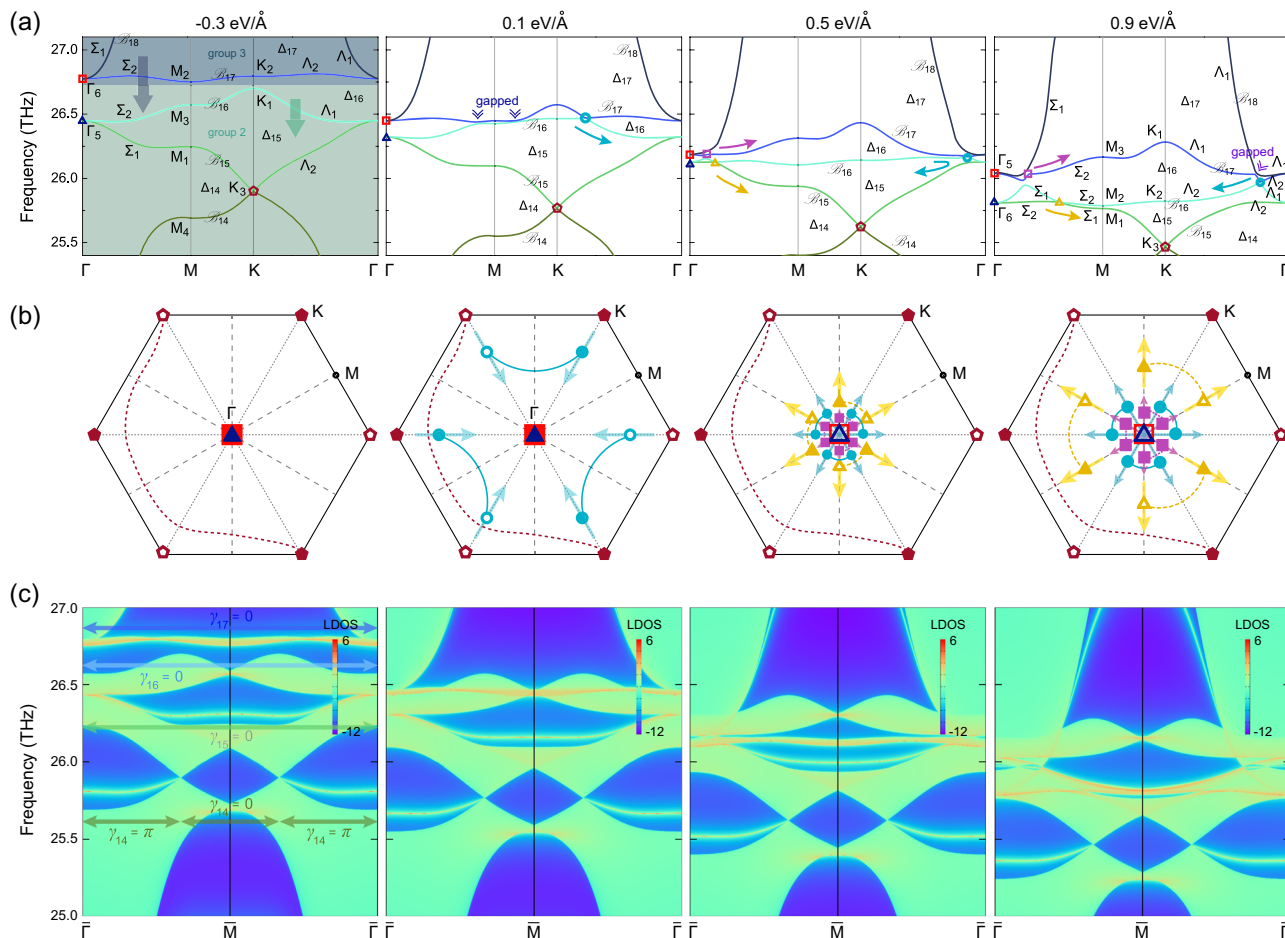 (a)
-0.3 eV/Å
0.1 eV/Å
0.5 eV/Å
0.9 eV/Å
Frequency (THz)
27.0
26.5
26.0
25.5
Σ1
ℬ18
group 3
Δ17
Λ1
Σ2
M2
ℬ17
K2
Λ2
Γ6
Σ2
M3
ℬ16
K1
Λ1
Δ16
Γ5
group 2
Δ15
Σ1
M1
ℬ15
Λ2
Δ14
K3
M4
ℬ14
Γ
M
K
Γ
ℬ18
Δ17
gapped
ℬ17
ℬ16
Δ16
Δ15
ℬ15
Δ14
ℬ14
M
K
Γ
ℬ18
Δ17
ℬ17
Δ16
ℬ16
Δ15
ℬ15
Δ14
ℬ14
M
K
Γ
Λ1
ℬ18
Σ1
Δ17
K1
M3
Λ1
ℬ17
gapped
Γ5
Σ2
Δ16
Λ1
Λ2
Λ1
Γ6
Σ1
M2
K2
Λ2
Σ2
Σ2
ℬ16
Λ2
Σ1
M1
Δ15
ℬ15
K3
Δ14
M
K
Γ
(b)
K
M
Γ
K
M
Γ
K
M
K
M
(c)
Frequency (THz)
27.0
26.5
26.0
25.5
25.0
γ17 = 0
LDOS
6
γ16 = 0
-12
γ15 = 0
γ14 = 0
γ14 = π
γ14 = π
LDOS
6
-12
LDOS
6
-12
LDOS
6
-12
Γ̄
M̄
Γ̄
M̄
Γ̄
M̄
Γ̄
M̄